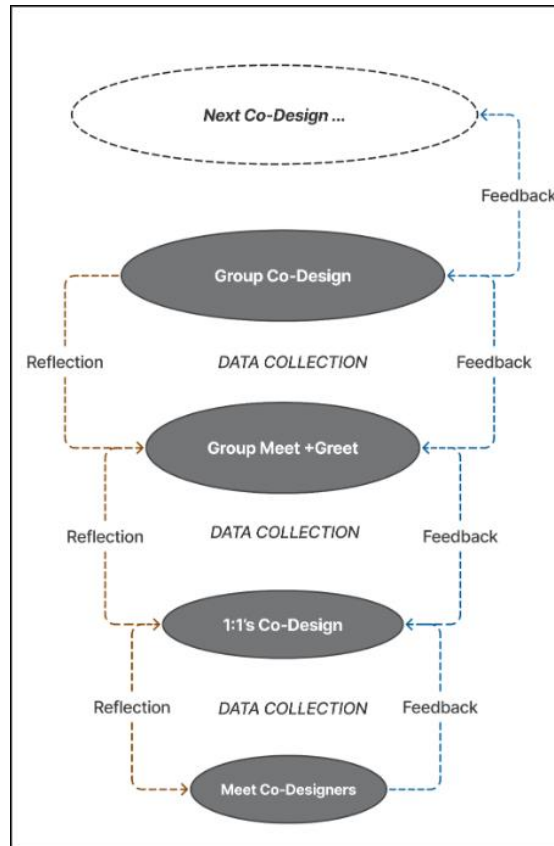 Next Co-Design ...
Feedback
Group Co-Design
Reflection
DATA COLLECTION
Feedback
Group Meet +Greet
Reflection
DATA COLLECTION
Feedback
1:1's Co-Design
Reflection
DATA COLLECTION
Feedback
Meet Co-Designers